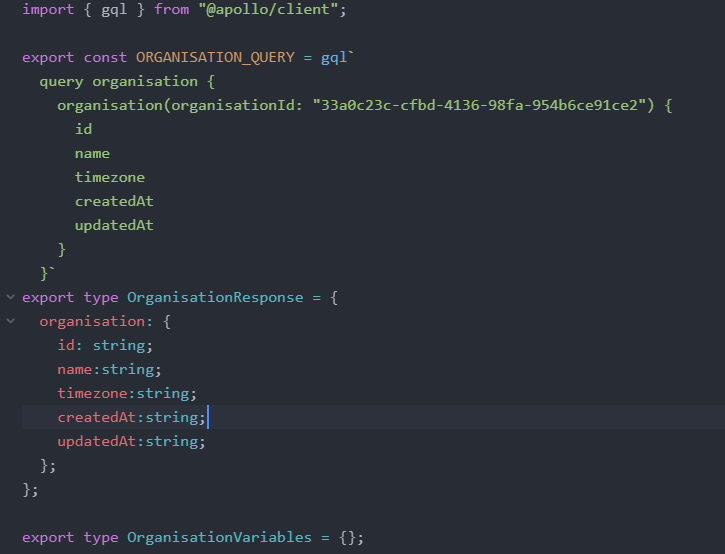 import { gql } from "@apollo/client";
export const ORGANISATION_QUERY = gql`
query organisation {
organisation(organisationId: "33a0c23c-cfbd-4136-98fa-954b6ce91ce2") {
id
name
timezone
createdAt
updatedAt
}
}`
export type OrganisationResponse = {
organisation: {
id: string;
name:string;
timezone:string;
createdAt:string;
updatedAt:string;
};
};
export type OrganisationVariables = {};